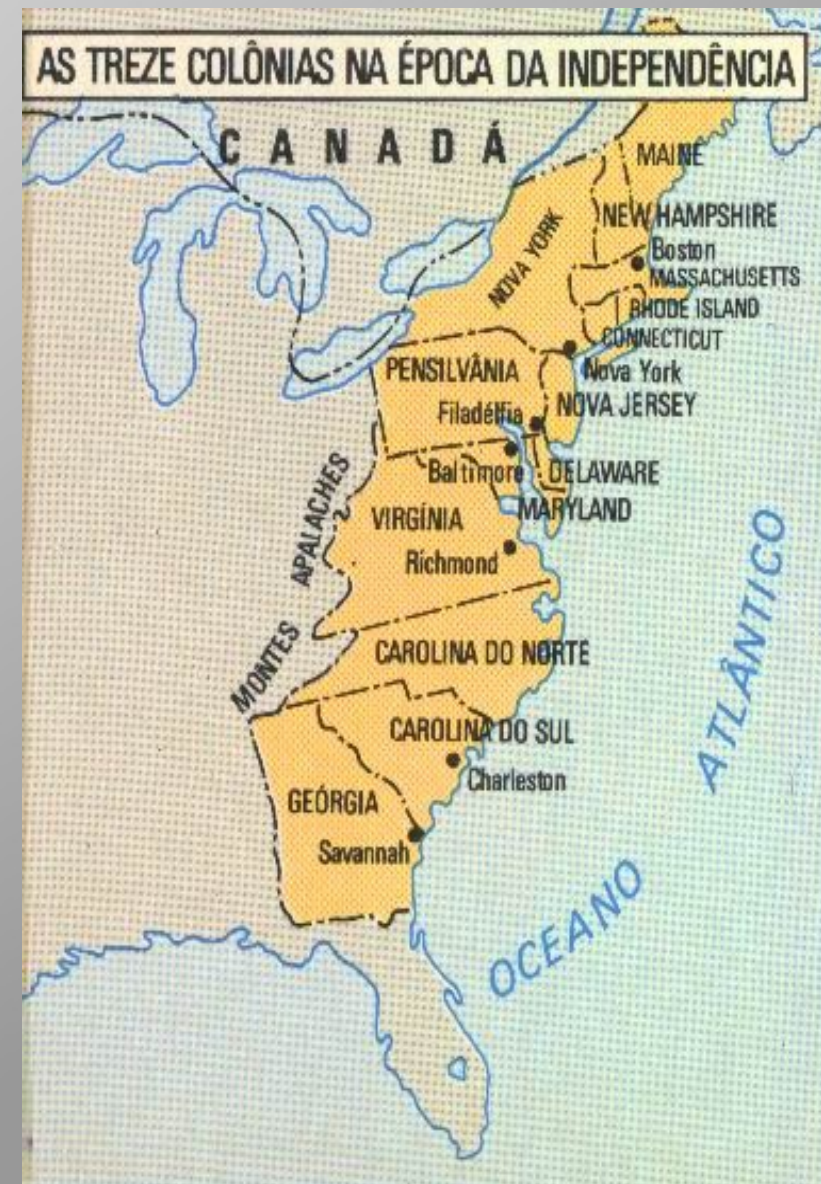 AS TREZE COLÔNIAS NA ÉPOCA DA INDEPENDÊNCIA
CANADÁ
MAINE
NOVA YORK
NEW HAMPSHIRE
Boston
MASSACHUSETTS
RHODE ISLAND
CONNECTICUT
Nova York
PENSILVÂNIA
NOVA JERSEY
Filadélfia
Baltimore
DELAWARE
MARYLAND
VIRGÍNIA
Richmond
MONTES APALACHES
CAROLINA DO NORTE
CAROLINA DO SUL
Charleston
GEÓRGIA
Savannah
OCEANO ATLÂNTICO